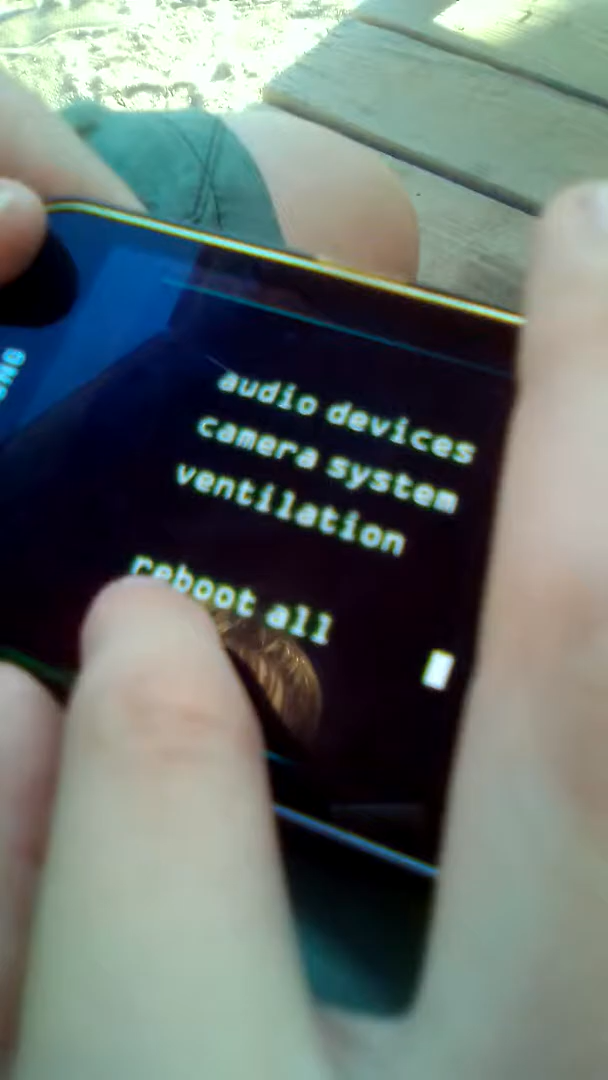 audio devices
camera system
ventilation
reboot all